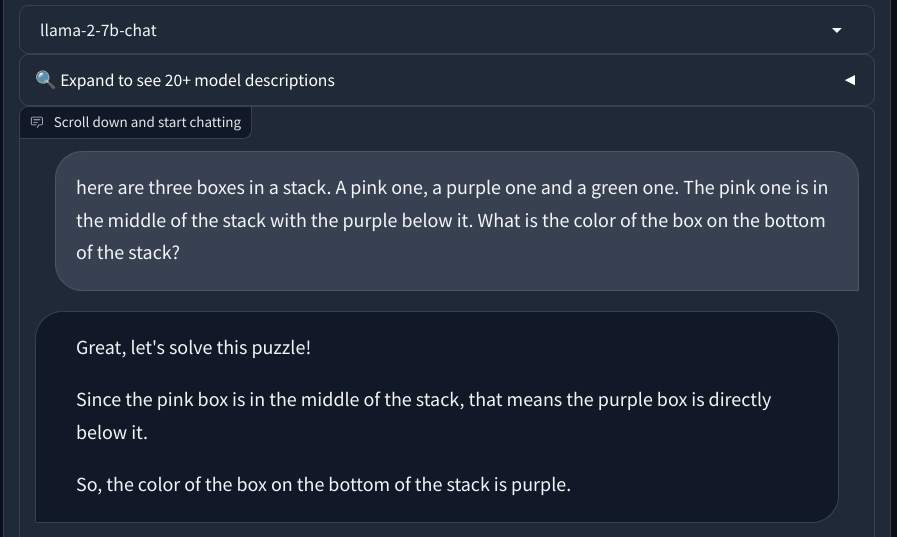 llama-2-7b-chat
🔍 Expand to see 20+ model descriptions
Scroll down and start chatting
here are three boxes in a stack. A pink one, a purple one and a green one. The pink one is in
the middle of the stack with the purple below it. What is the color of the box on the bottom
of the stack?
Great, let's solve this puzzle!
Since the pink box is in the middle of the stack, that means the purple box is directly
below it.
So, the color of the box on the bottom of the stack is purple.